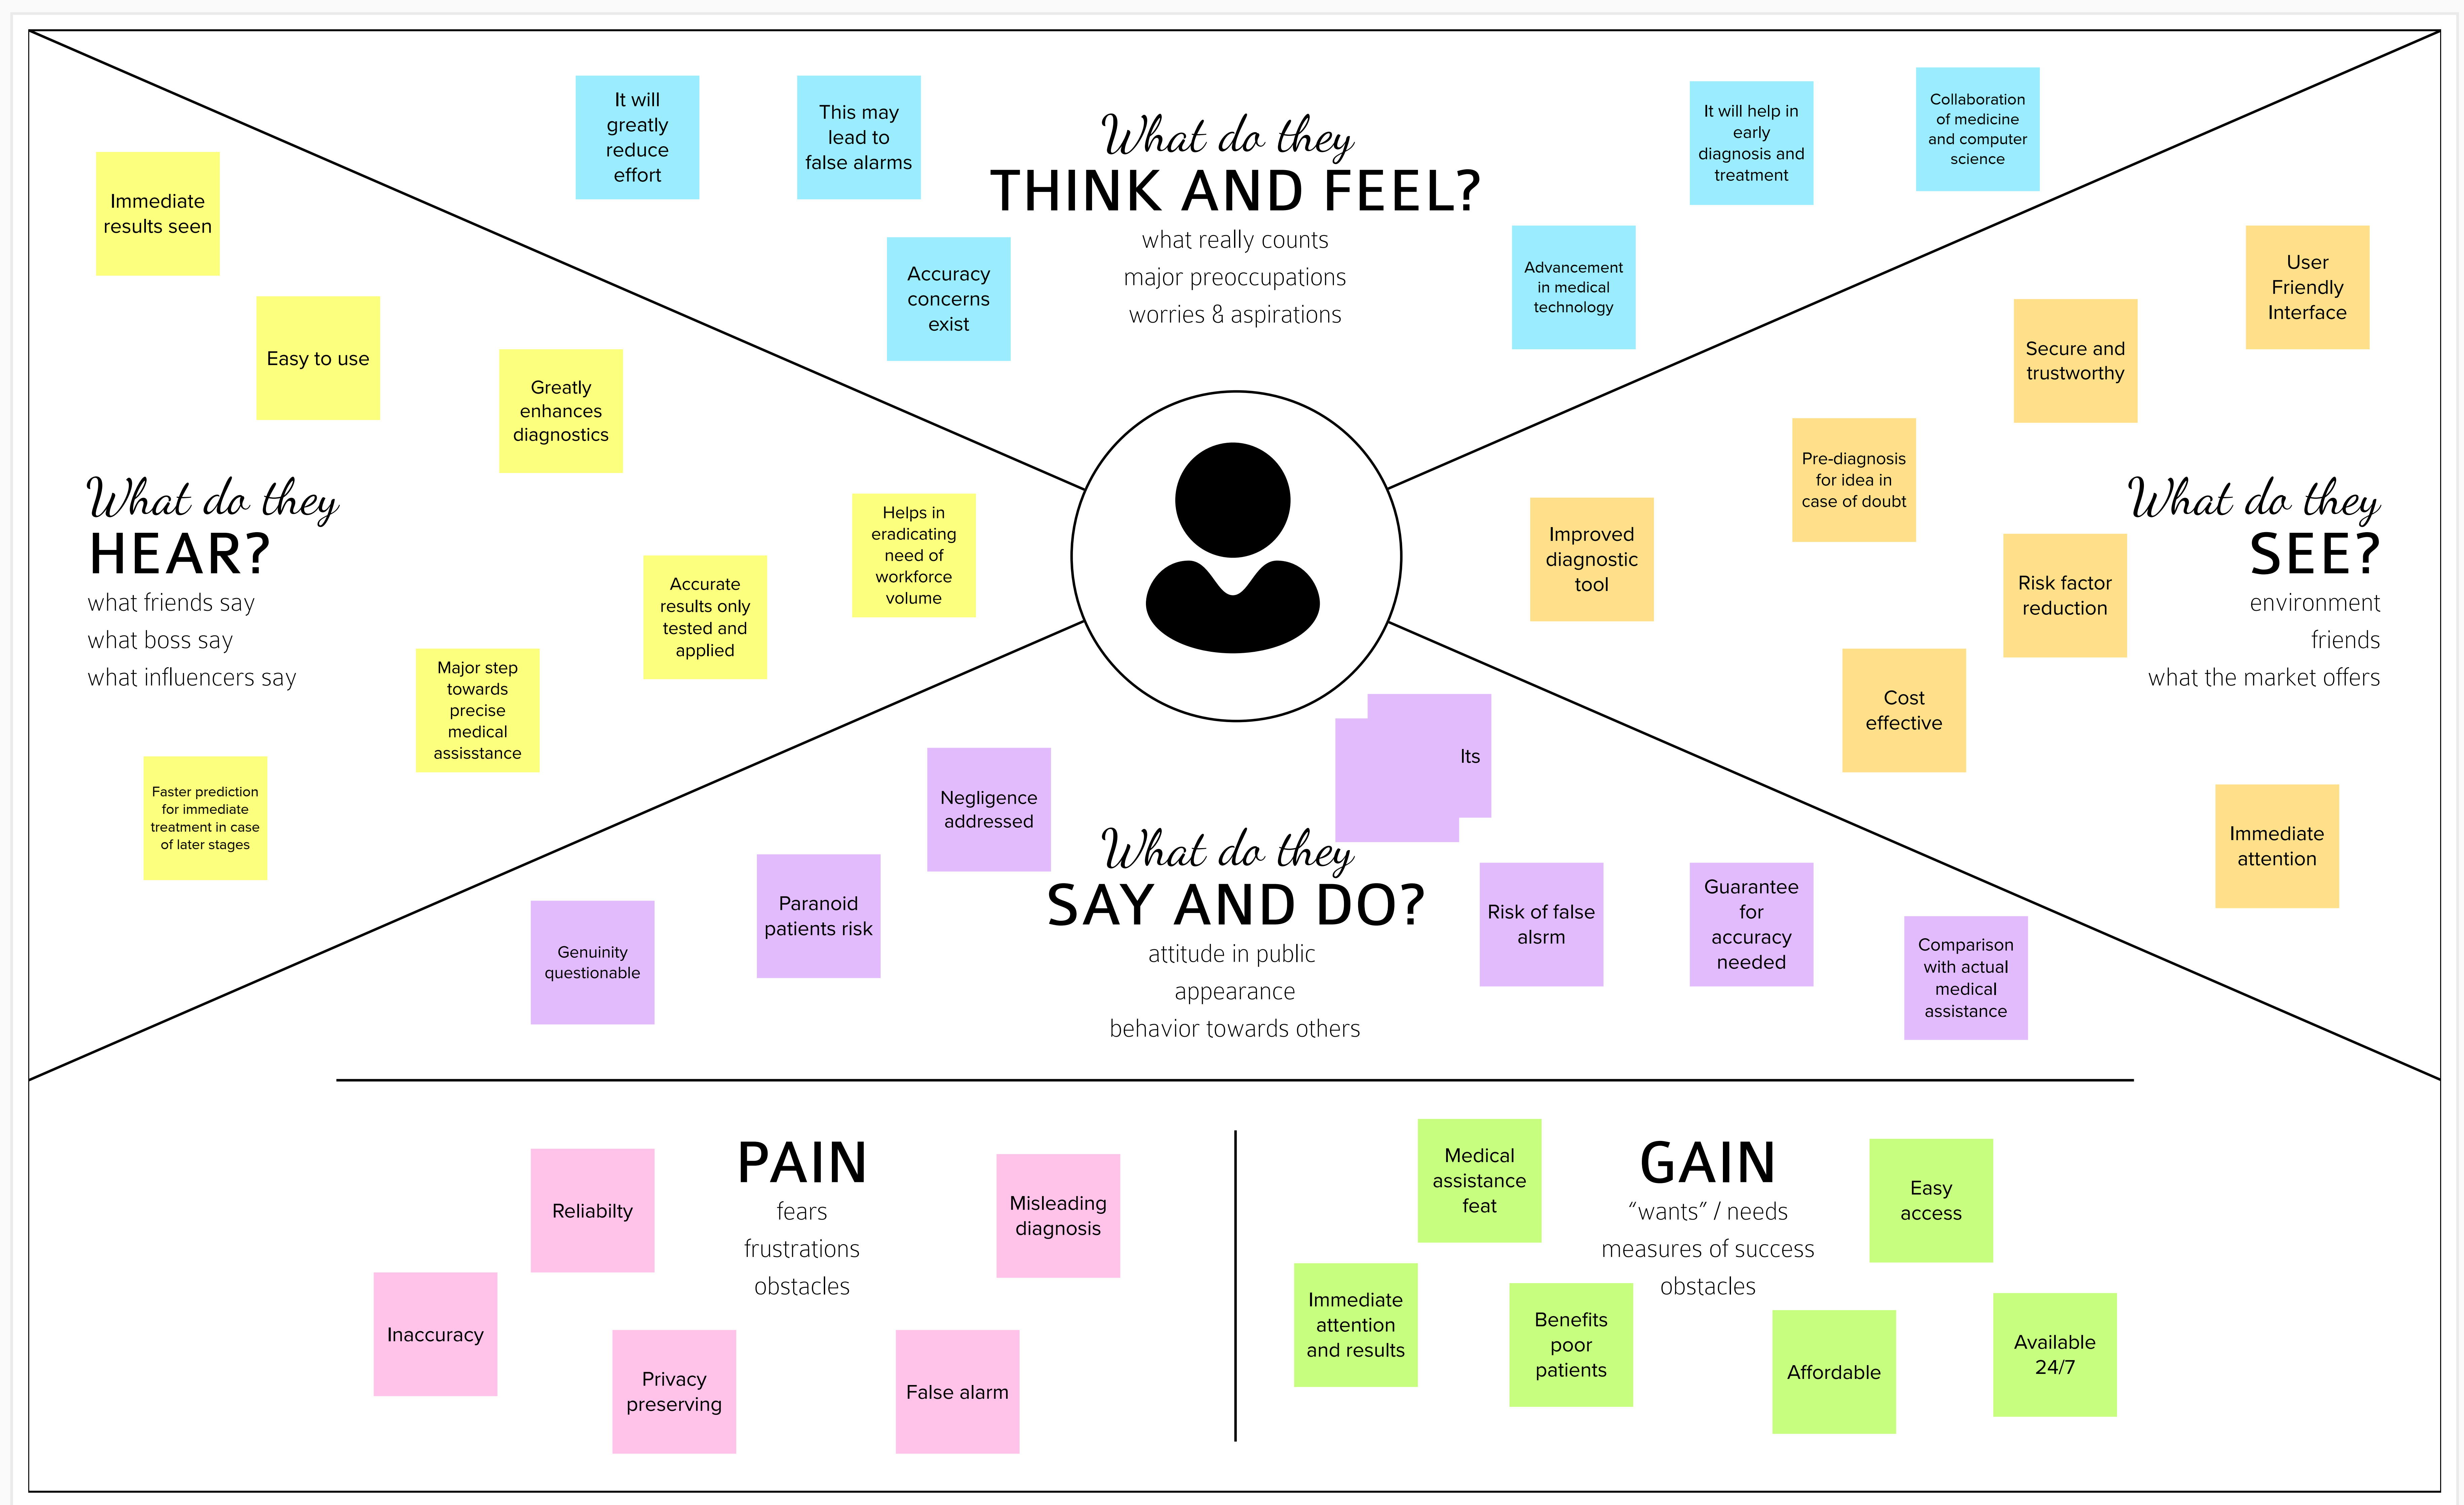 What do they
THINK AND FEEL?
what really counts
major preoccupations
worries & aspirations
It will
greatly
reduce
effort
This may
lead to
false alarms
Accuracy
concerns
exist
It will help in
early
diagnosis and
treatment
Collaboration
of medicine
and computer
science
Advancement
in medical
technology
What do they
HEAR?
what friends say
what boss say
what influencers say
Immediate
results seen
Easy to use
Greatly
enhances
diagnostics
Helps in
eradicating
need of
workforce
volume
Accurate
results only
tested and
applied
Major step
towards
precise
medical
assisstance
Faster prediction
for immediate
treatment in case
of later stages
What do they
SEE?
environment
friends
what the market offers
User
Friendly
Interface
Secure and
trustworthy
Pre-diagnosis
for idea in
case of doubt
Improved
diagnostic
tool
Risk factor
reduction
Cost
effective
Immediate
attention
What do they
SAY AND DO?
attitude in public
appearance
behavior towards others
Its
Negligence
addressed
Paranoid
patients risk
Genuinity
questionable
Risk of false
alsrm
Guarantee
for
accuracy
needed
Comparison
with actual
medical
assistance
PAIN
fears
frustrations
obstacles
Reliabilty
Misleading
diagnosis
Inaccuracy
Privacy
preserving
False alarm
GAIN
“wants” / needs
measures of success
obstacles
Medical
assistance
feat
Easy
access
Immediate
attention
and results
Benefits
poor
patients
Affordable
Available
24/7